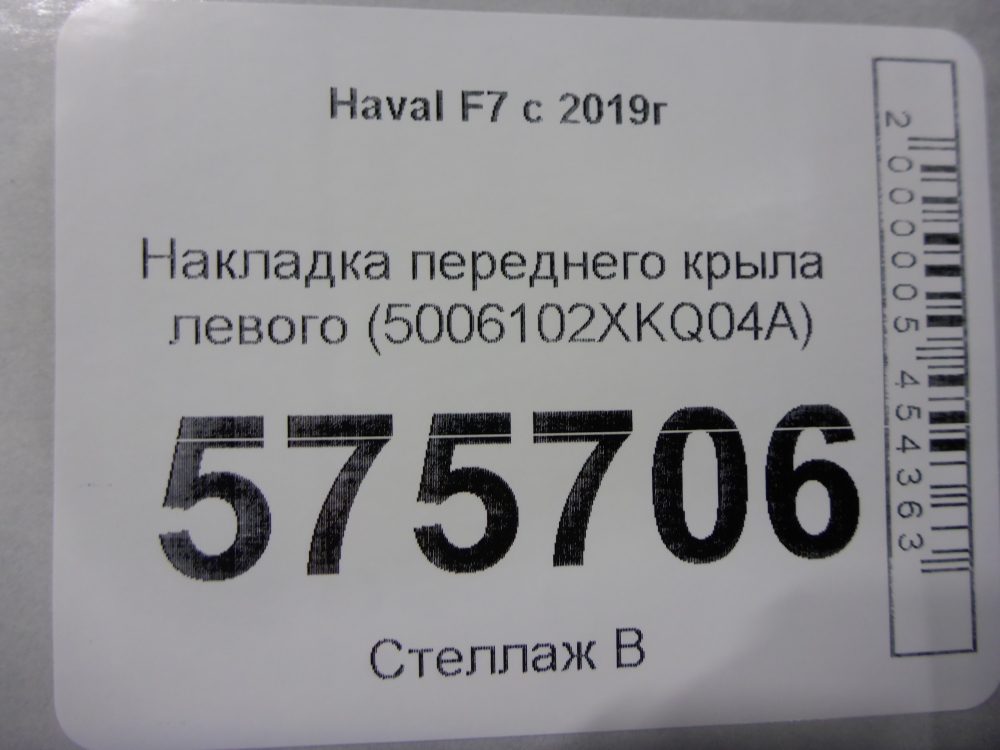 Haval F7 с 2019г
Накладка переднего крыла
левого (5006102XKQ04A)
575706
Стеллаж В
2000005454363